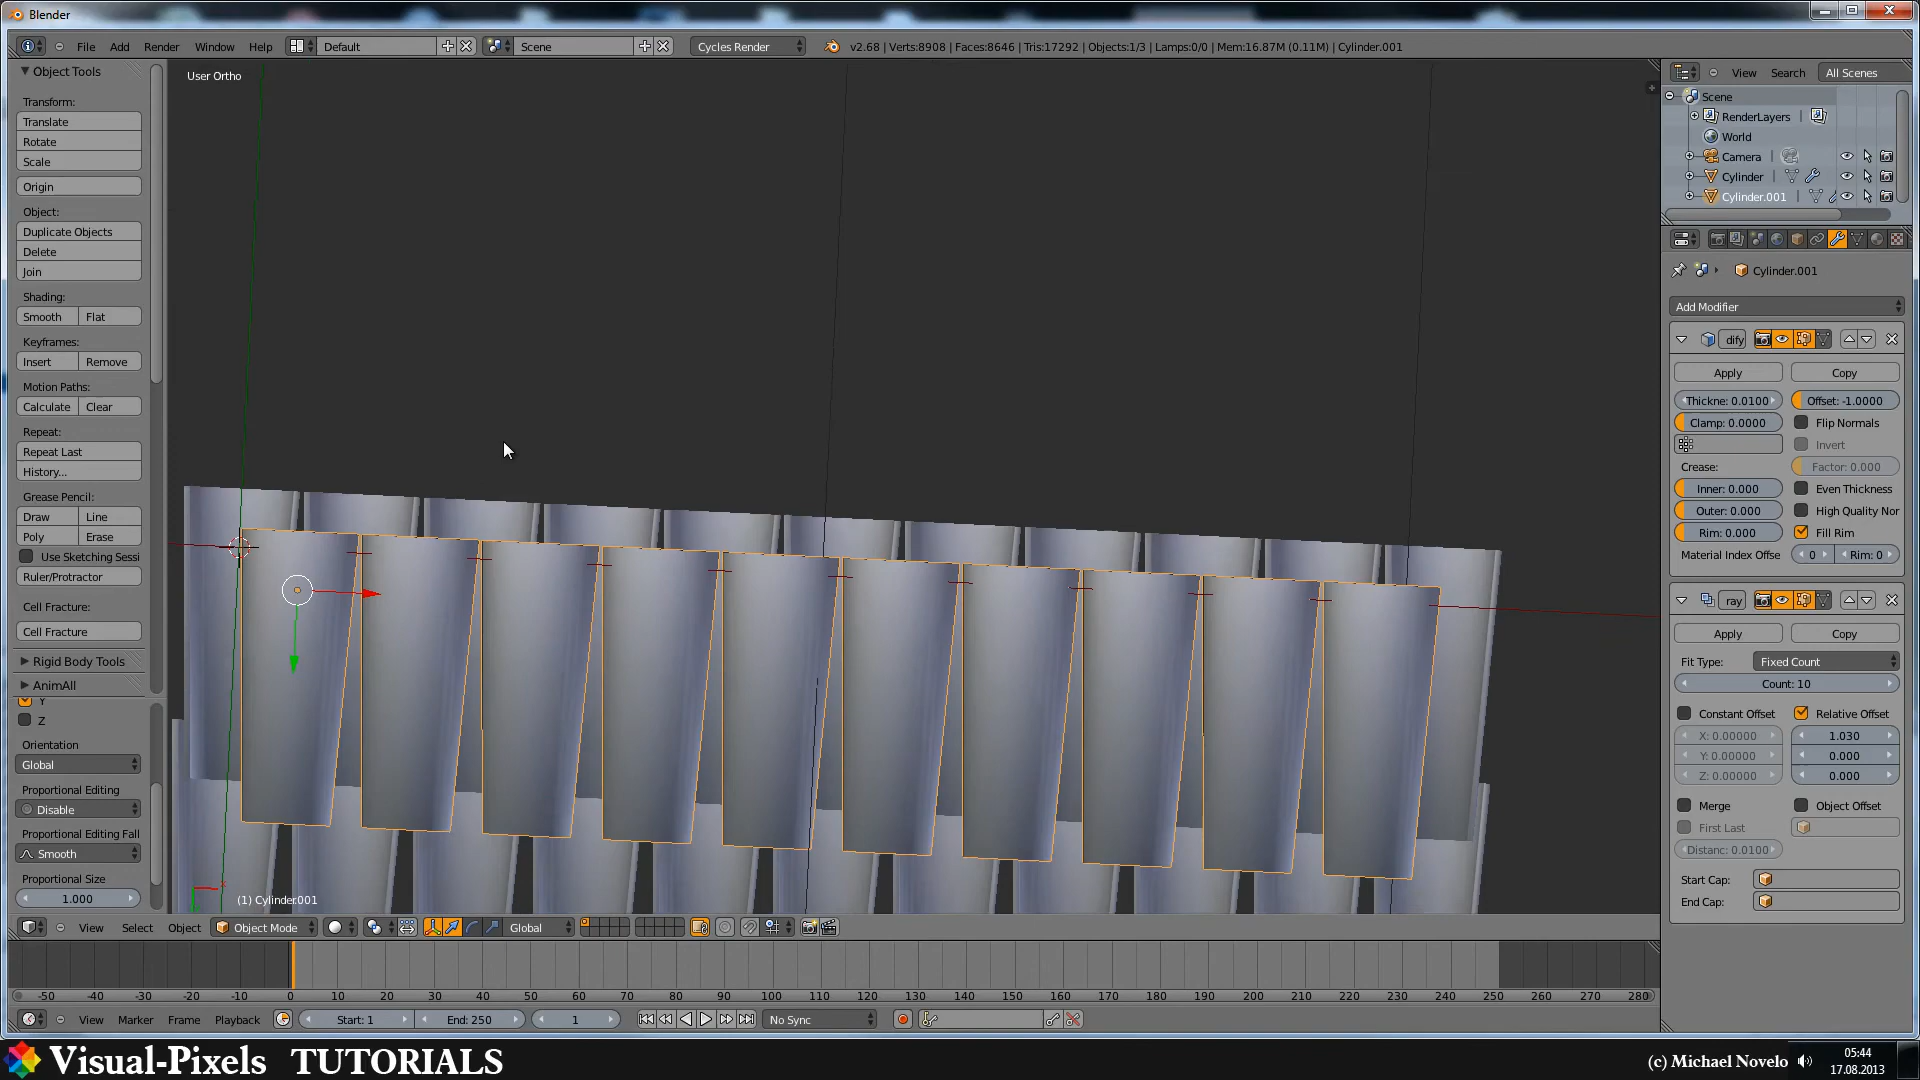 Blender
File Add Render Window Help Default Scene Cycles Render v2.68 | Verts:8908 | Faces:8646 | Tris:17292 | Objects:1/3 | Lamps:0/0 | Mem:16.87M (0.11M) | Cylinder.001
Object Tools
Transform:
Translate
Rotate
Scale
Origin
Object:
Duplicate Objects
Delete
Join
Shading:
Smooth Flat
Keyframes:
Insert Remove
Motion Paths:
Calculate Clear
Repeat:
Repeat Last
History...
Grease Pencil:
Draw Line
Poly Erase
Use Sketching Sessi
Ruler/Protractor
Cell Fracture:
Cell Fracture
Rigid Body Tools
AnimAll
Y
Z
Orientation
Global
Proportional Editing
Disable
Proportional Editing Fall
Smooth
Proportional Size
1.000
User Ortho
(1) Cylinder.001
View Search All Scenes
Scene
RenderLayers |
World
Camera |
Cylinder |
Cylinder.001 |
Cylinder.001
Add Modifier
dify
Apply Copy
Thickne: 0.0100 Offset: -1.0000
Clamp: 0.0000 Flip Normals
Invert
Crease: Factor: 0.000
Inner: 0.000 Even Thickness
Outer: 0.000 High Quality Nor
Rim: 0.000 Fill Rim
Material Index Offse 0 Rim: 0
ray
Apply Copy
Fit Type: Fixed Count
Count: 10
Constant Offset Relative Offset
X: 0.00000 1.030
Y: 0.00000 0.000
Z: 0.00000 0.000
Merge Object Offset
First Last
Distanc: 0.0100
Start Cap:
End Cap:
View Select Object Object Mode Global
-50 -40 -30 -20 -10 0 10 20 30 40 50 60 70 80 90 100 110 120 130 140 150 160 170 180 190 200 210 220 230 240 250 260 270 280
View Marker Frame Playback Start: 1 End: 250 1 No Sync
Visual-Pixels TUTORIALS
(c) Michael Novelo
05:44
17.08.2013